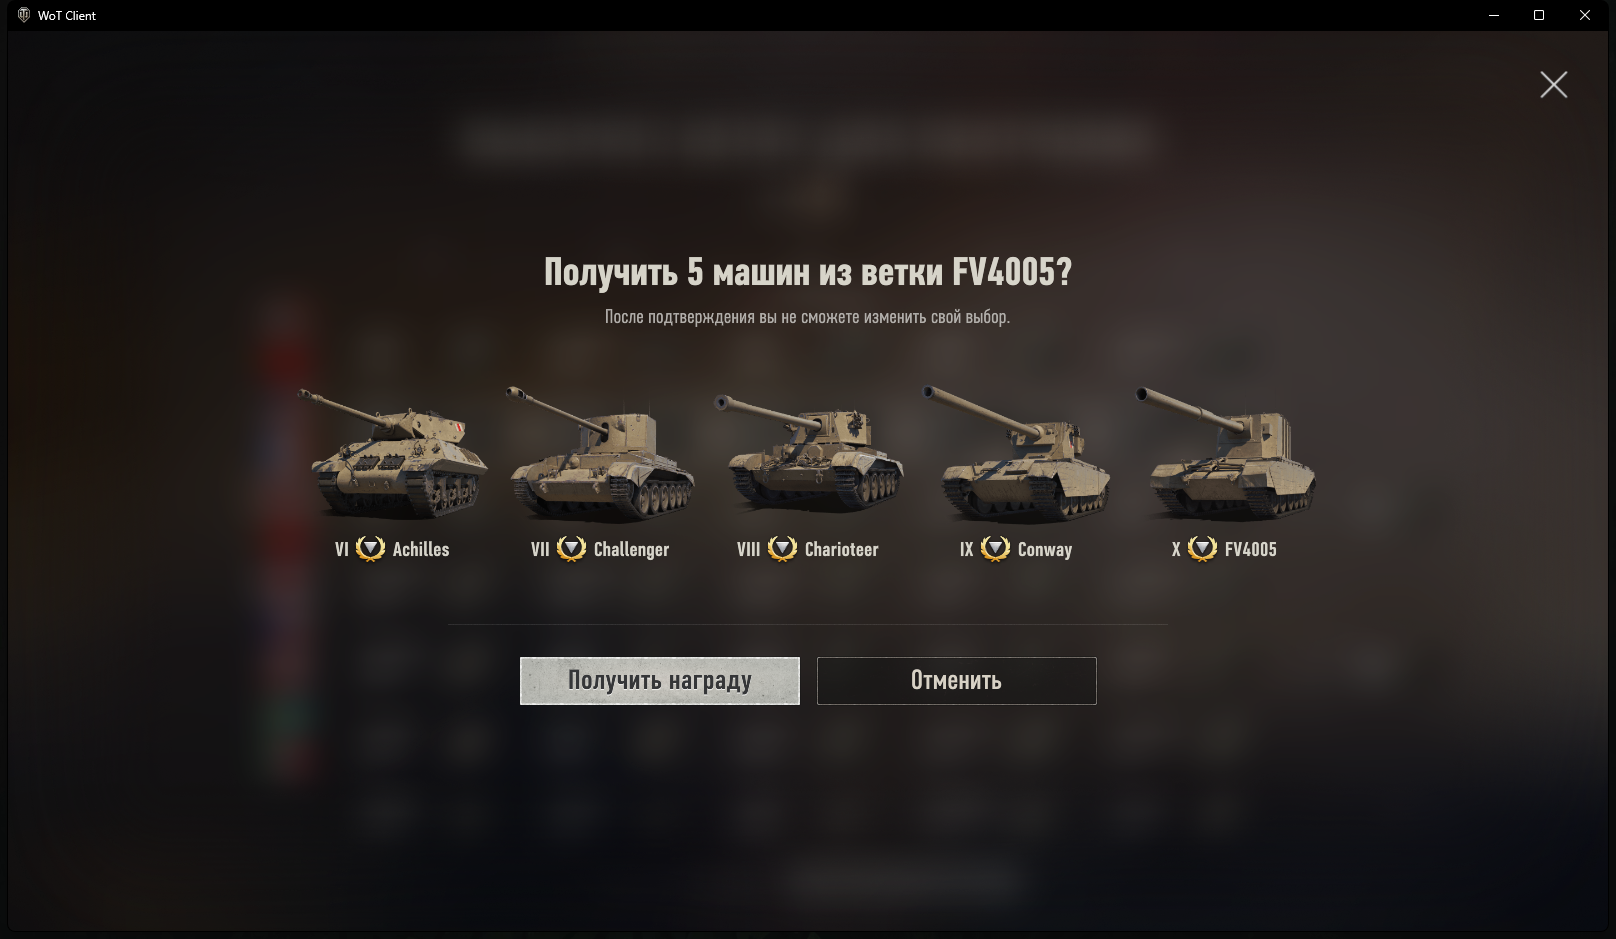 WoT Client
Получить 5 машин из ветки FV4005?
После подтверждения вы не сможете изменить свой выбор.
VI Achilles
VII Challenger
VIII Charioteer
IX Conway
X FV4005
Получить награду
Отменить